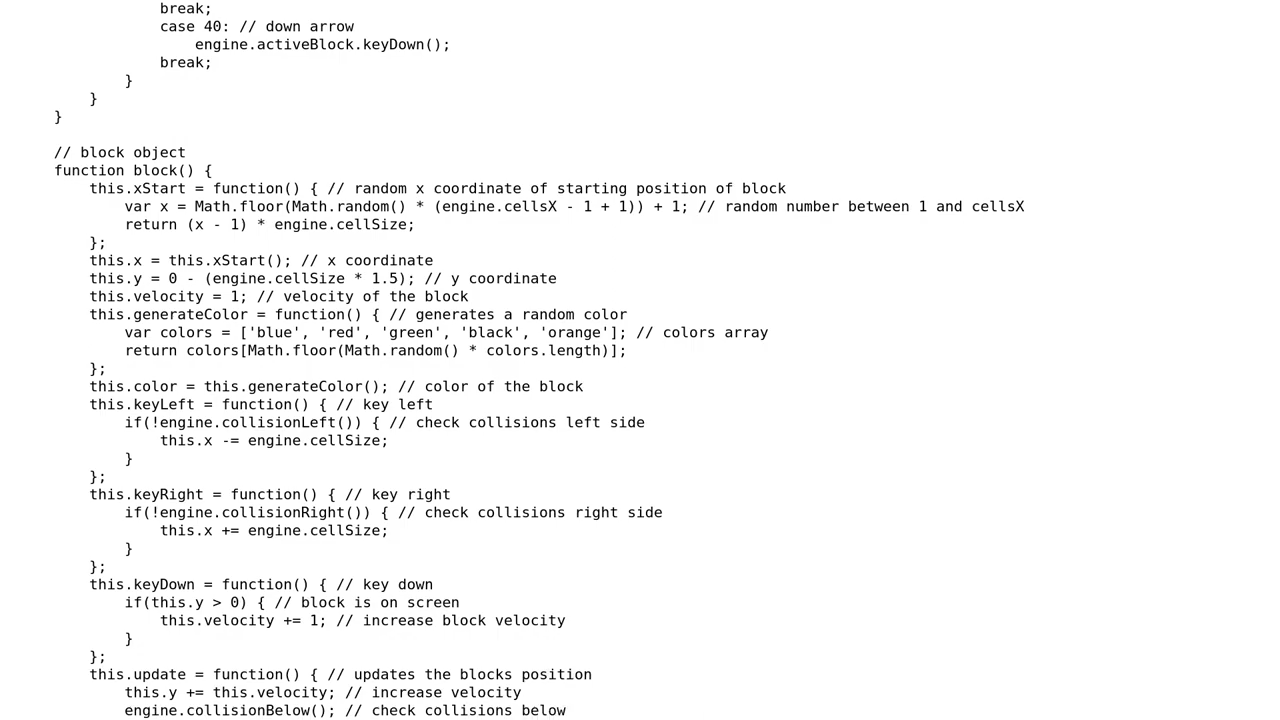 break;
case 40: // down arrow
engine.activeBlock.keyDown();
break;
}
}
}
// block object
function block() {
this.xStart = function() { // random x coordinate of starting position of block
var x = Math.floor(Math.random() * (engine.cellsX - 1 + 1)) + 1; // random number between 1 and cellsX
return (x - 1) * engine.cellSize;
};
this.x = this.xStart(); // x coordinate
this.y = 0 - (engine.cellSize * 1.5); // y coordinate
this.velocity = 1; // velocity of the block
this.generateColor = function() { // generates a random color
var colors = ['blue', 'red', 'green', 'black', 'orange']; // colors array
return colors[Math.floor(Math.random() * colors.length)];
};
this.color = this.generateColor(); // color of the block
this.keyLeft = function() { // key left
if(!engine.collisionLeft()) { // check collisions left side
this.x -= engine.cellSize;
}
};
this.keyRight = function() { // key right
if(!engine.collisionRight()) { // check collisions right side
this.x += engine.cellSize;
}
};
this.keyDown = function() { // key down
if(this.y > 0) { // block is on screen
this.velocity += 1; // increase block velocity
}
};
this.update = function() { // updates the blocks position
this.y += this.velocity; // increase velocity
engine.collisionBelow(); // check collisions below